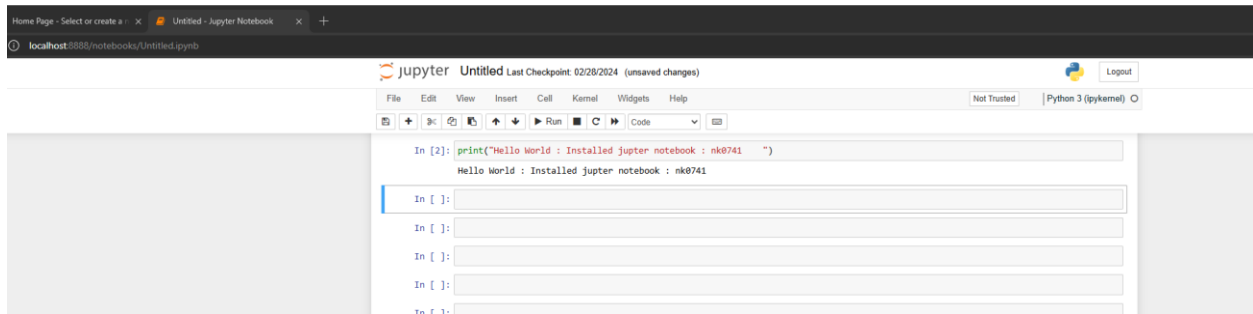 Home Page - Select or create a n
Untitled - Jupyter Notebook
localhost:8888/notebooks/Untitled.ipynb
jupyter Untitled Last Checkpoint: 02/28/2024 (unsaved changes)
Logout
File Edit View Insert Cell Kernel Widgets Help
Not Trusted
Python 3 (ipykernel)
Run Code
In [2]: print("Hello World : Installed jupter notebook : nk0741    ")
Hello World : Installed jupter notebook : nk0741
In [ ]:
In [ ]:
In [ ]:
In [ ]:
In [ ]: